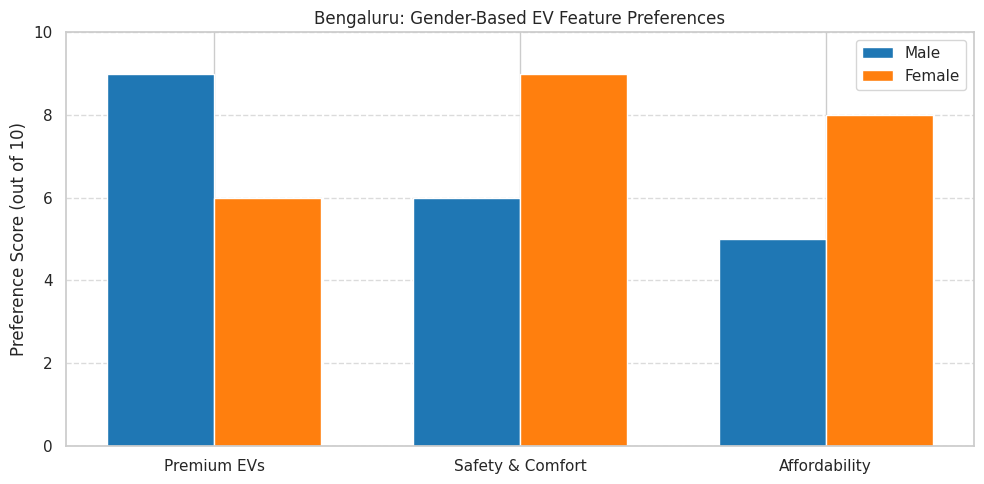 Bengaluru: Gender-Based EV Feature Preferences
Male
Female
Preference Score (out of 10)
10
8
6
4
2
0
Premium EVs
Safety & Comfort
Affordability